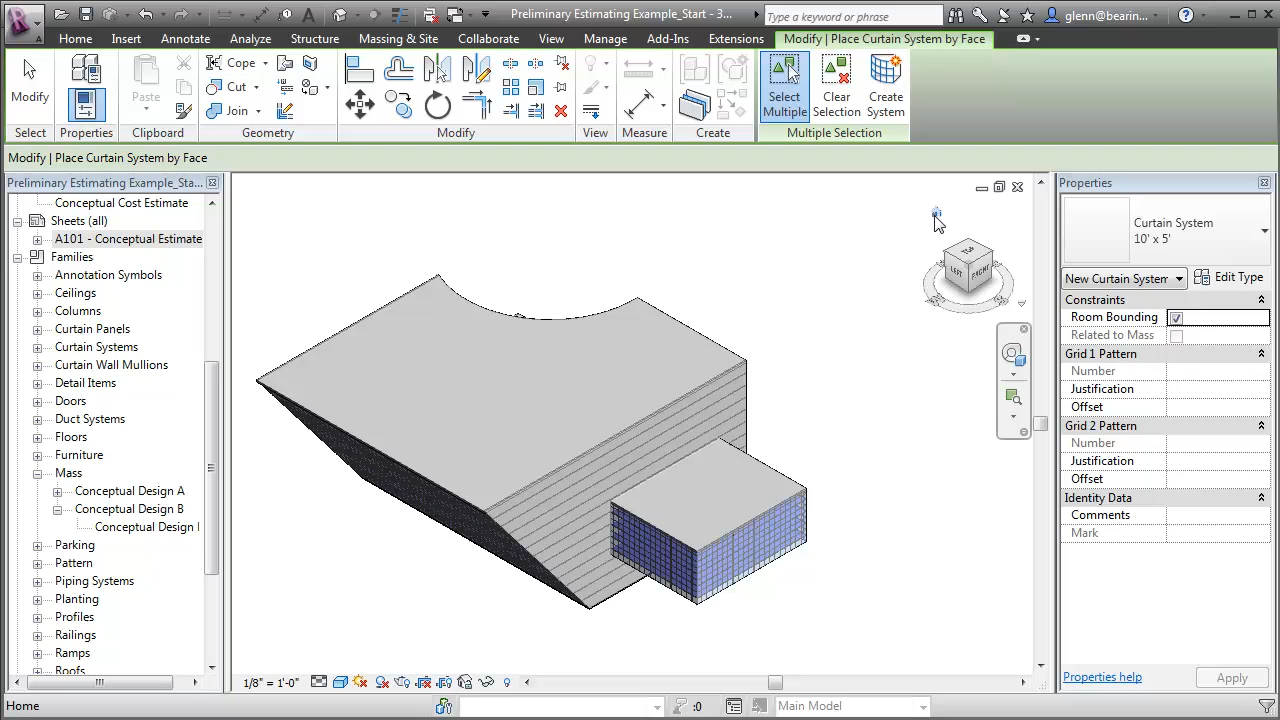 Preliminary Estimating Example_Start - 3...
Type a keyword or phrase
glenn@bearin...
Home Insert Annotate Analyze Structure Massing & Site Collaborate View Manage Add-Ins Extensions Modify | Place Curtain System by Face
Modify
Paste
Cope
Cut
Join
Select Multiple
Clear Selection
Create System
Select Properties Clipboard Geometry Modify View Measure Create Multiple Selection
Modify | Place Curtain System by Face
Preliminary Estimating Example_Sta...
Conceptual Cost Estimate
Sheets (all)
A101 - Conceptual Estimate
Families
Annotation Symbols
Ceilings
Columns
Curtain Panels
Curtain Systems
Curtain Wall Mullions
Detail Items
Doors
Duct Systems
Floors
Furniture
Mass
Conceptual Design A
Conceptual Design B
Conceptual Design
Parking
Pattern
Piping Systems
Planting
Profiles
Railings
Ramps
Roofs
TOP
LEFT
FRONT
Properties
Curtain System
10' x 5'
New Curtain System
Edit Type
Constraints
Room Bounding
Related to Mass
Grid 1 Pattern
Number
Justification
Offset
Grid 2 Pattern
Number
Justification
Offset
Identity Data
Comments
Mark
Properties help
Apply
1/8" = 1'-0"
Home
:0
Main Model